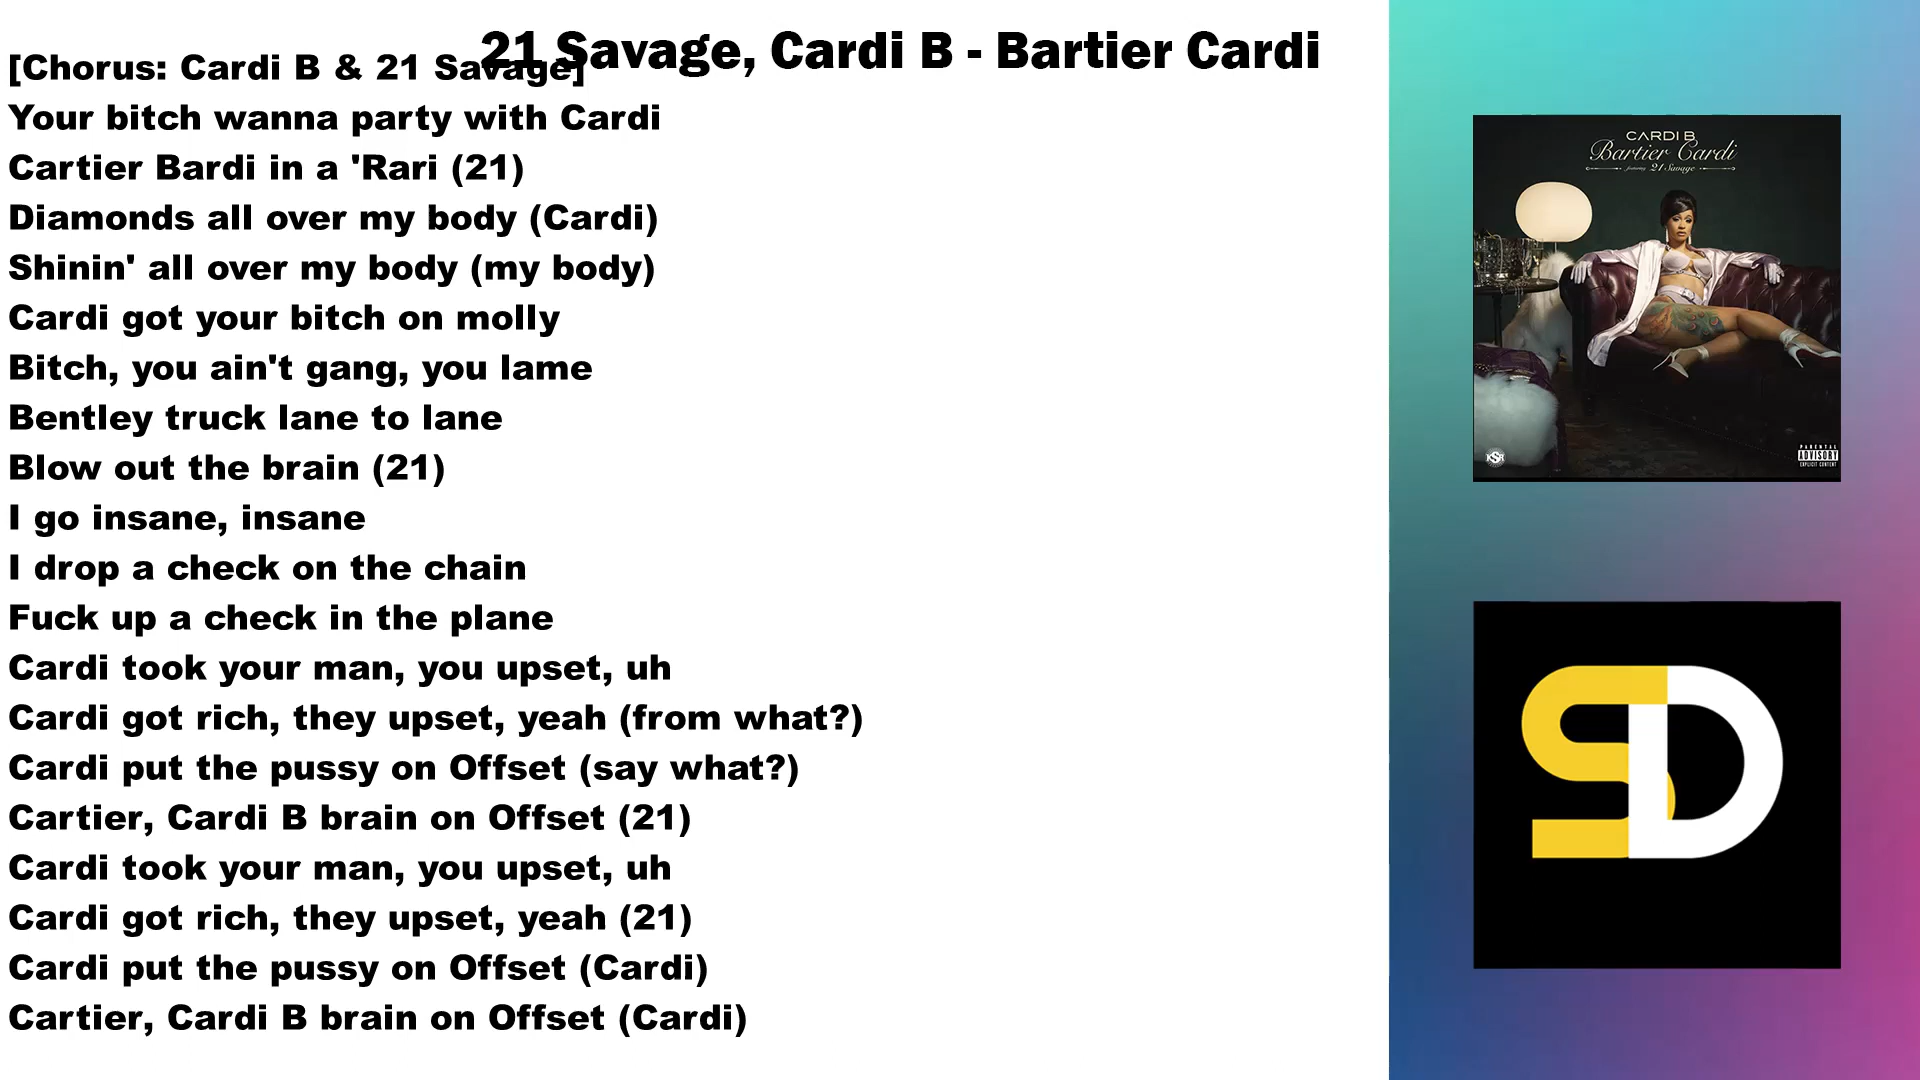 21 Savage, Cardi B - Bartier Cardi
[Chorus: Cardi B & 21 Savage]
Your bitch wanna party with Cardi
Cartier Bardi in a 'Rari (21)
Diamonds all over my body (Cardi)
Shinin' all over my body (my body)
Cardi got your bitch on molly
Bitch, you ain't gang, you lame
Bentley truck lane to lane
Blow out the brain (21)
I go insane, insane
I drop a check on the chain
Fuck up a check in the plane
Cardi took your man, you upset, uh
Cardi got rich, they upset, yeah (from what?)
Cardi put the pussy on Offset (say what?)
Cartier, Cardi B brain on Offset (21)
Cardi took your man, you upset, uh
Cardi got rich, they upset, yeah (21)
Cardi put the pussy on Offset (Cardi)
Cartier, Cardi B brain on Offset (Cardi)
CARDI B
Bartier Cardi
featuring 21 Savage
PARENTAL
ADVISORY
EXPLICIT CONTENT
SD